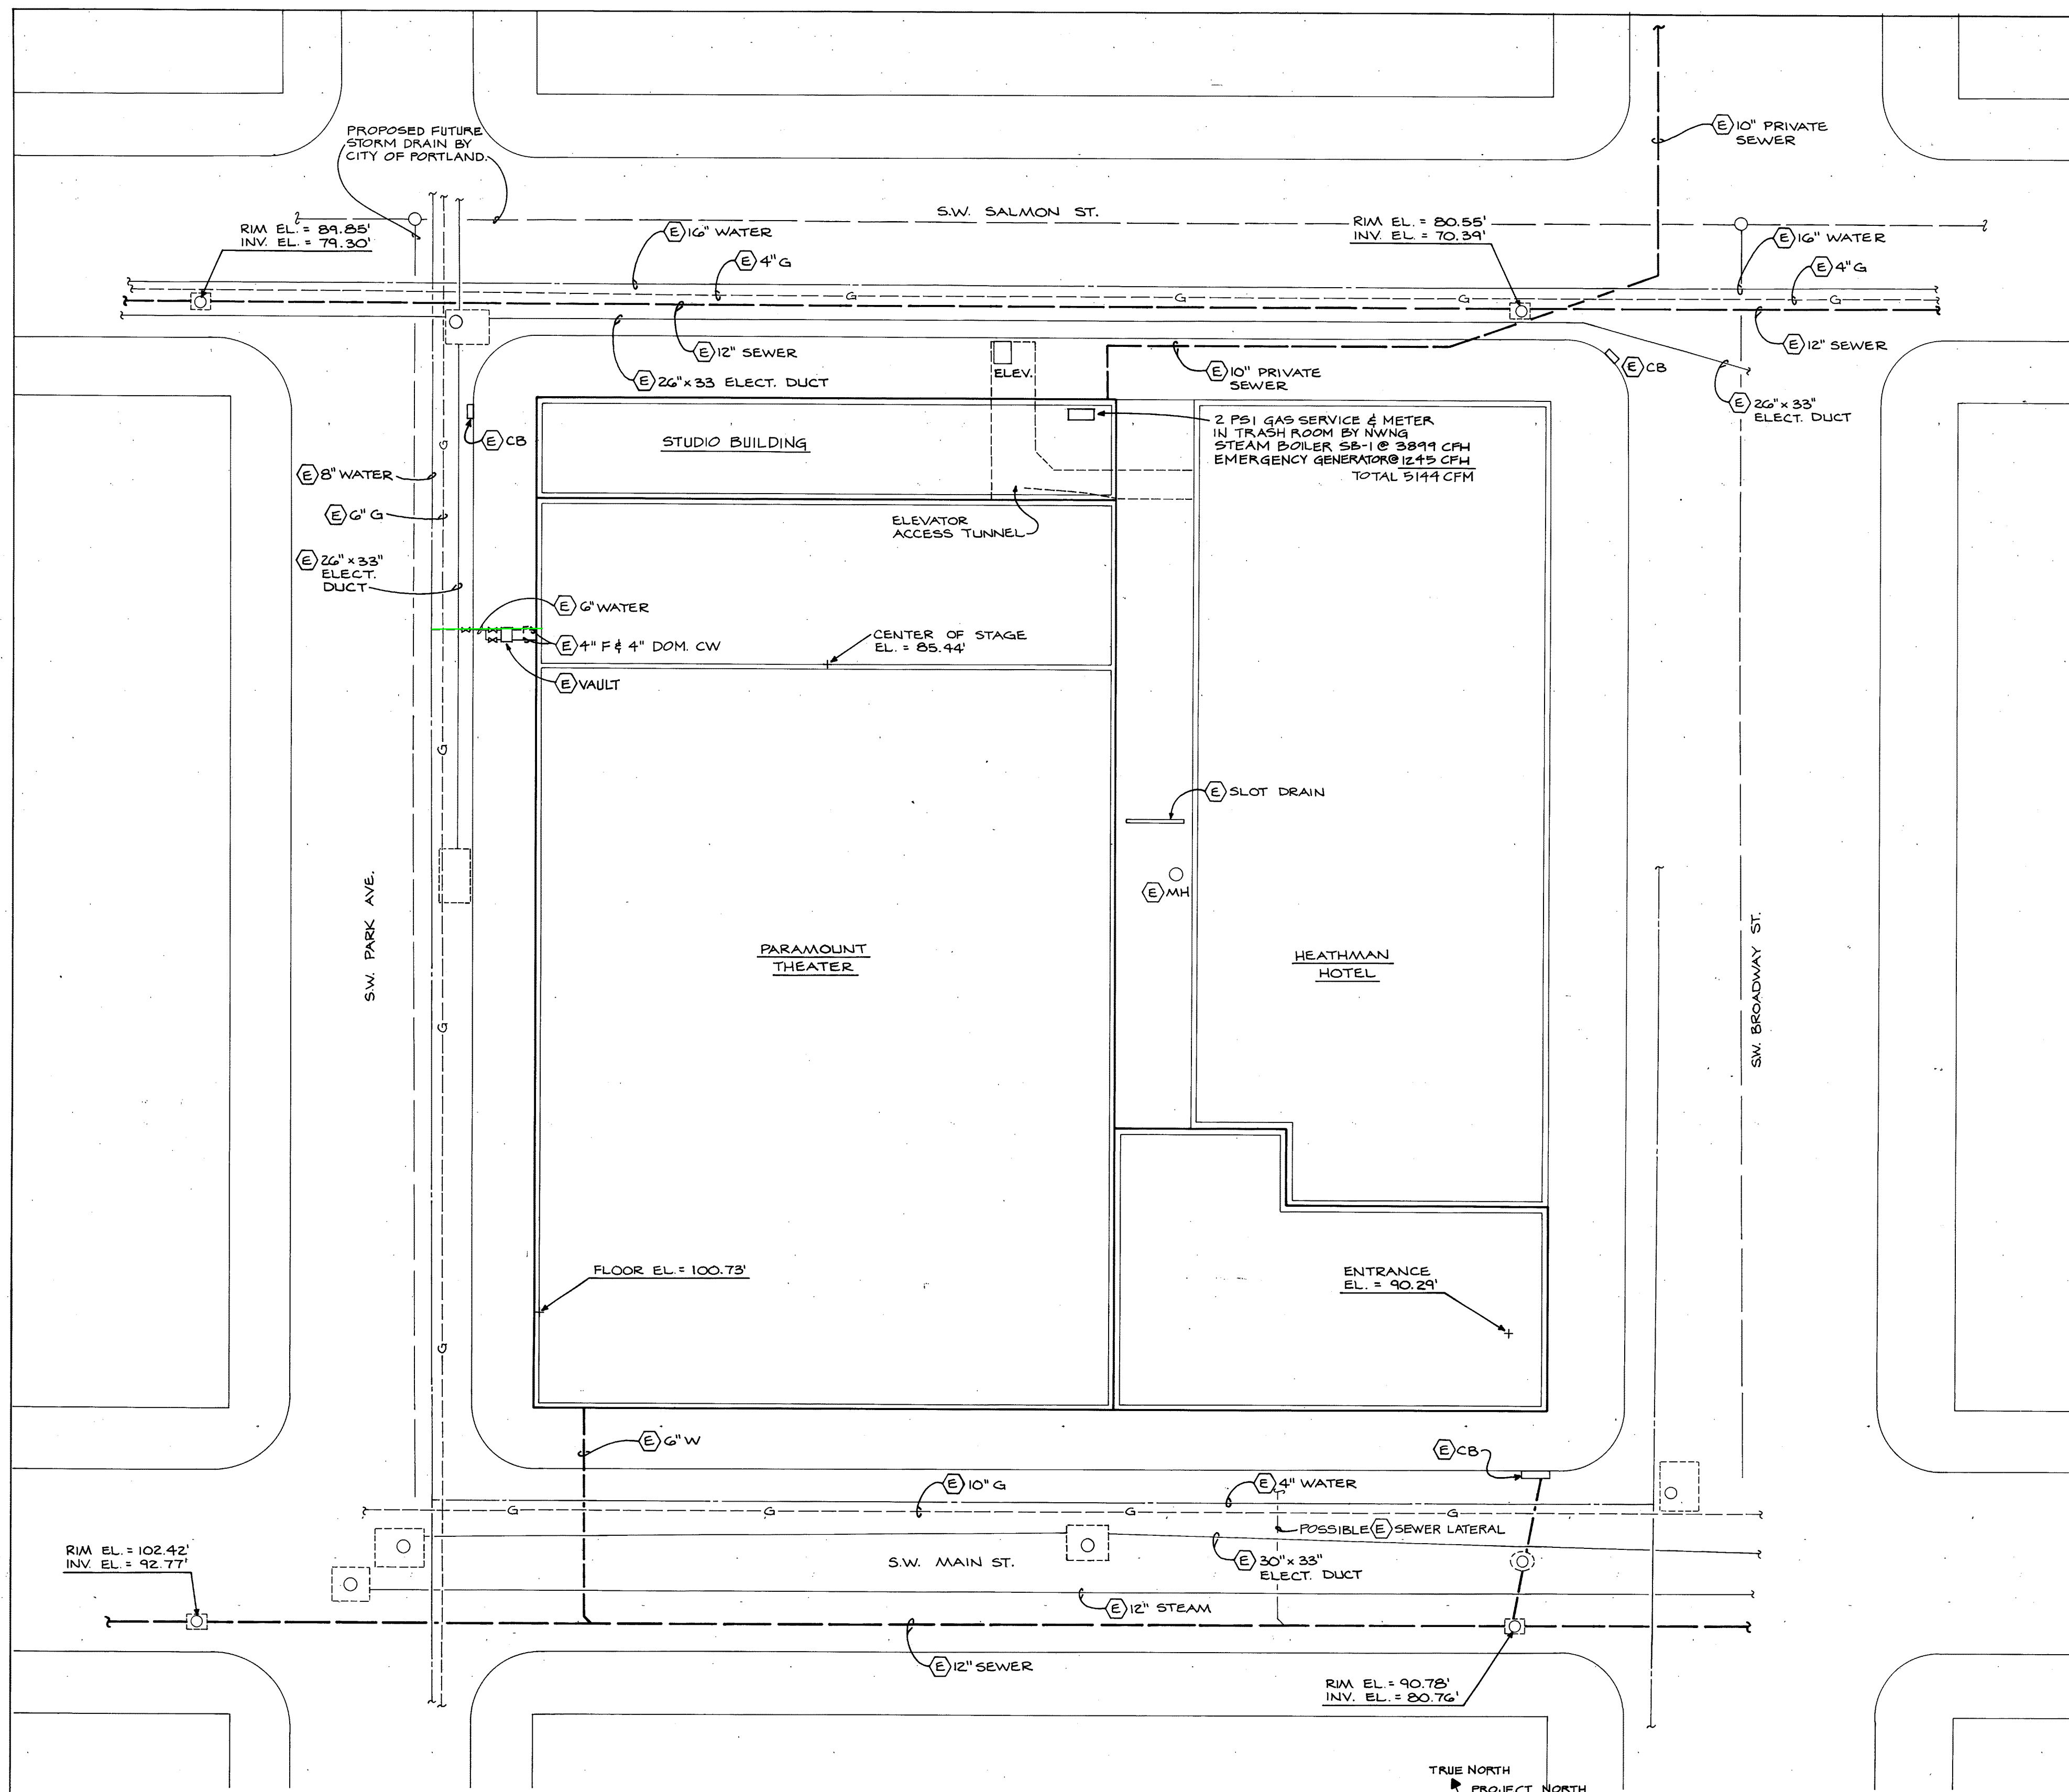 E 10" PRIVATE
SEWER
PROPOSED FUTURE
STORM DRAIN BY
CITY OF PORTLAND.
S.W. SALMON ST.
RIM EL. = 89.85'
INV. EL. = 79.30'
E 16" WATER
E 4" G
RIM EL. = 80.55'
INV. EL. = 70.39'
E 16" WATER
E 4" G
G
G
G
G
E 12" SEWER
E 26" x 33 ELECT. DUCT
ELEV.
E 10" PRIVATE
SEWER
E CB
E 12" SEWER
E 26" x 33"
ELECT. DUCT
E CB
STUDIO BUILDING
2 PSI GAS SERVICE & METER
IN TRASH ROOM BY NWNG
STEAM BOILER SB-1 @ 3899 CFH
EMERGENCY GENERATOR @ 1245 CFH
TOTAL 5144 CFM
G
E 8" WATER
E 6" G
ELEVATOR
ACCESS TUNNEL
E 26" x 33"
ELECT.
DUCT
E 6" WATER
F
E 4" F & 4" DOM. CW
CENTER OF STAGE
EL. = 85.44'
E VAULT
G
E SLOT DRAIN
E MH
S.W. PARK AVE.
PARAMOUNT
THEATER
HEATHMAN
HOTEL
S.W. BROADWAY ST.
G
FLOOR EL. = 100.73'
ENTRANCE
EL. = 90.29'
G
E 6" W
E CB
E 10" G
E 4" WATER
G
G
G
G
POSSIBLE E SEWER LATERAL
RIM EL. = 102.42'
INV. EL. = 92.77'
S.W. MAIN ST.
E 30" x 33"
ELECT. DUCT
E 12" STEAM
E 12" SEWER
RIM EL. = 90.78'
INV. EL. = 80.76'
TRUE NORTH
PROJECT NORTH